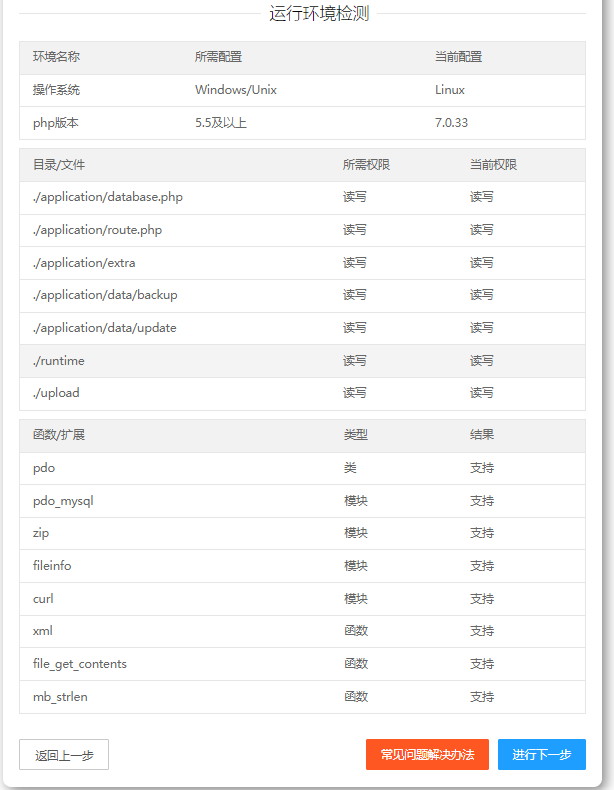 运行环境检测
环境名称 所需配置 当前配置
操作系统 Windows/Unix Linux
php版本 5.5及以上 7.0.33
目录/文件 所需权限 当前权限
./application/database.php 读写 读写
./application/route.php 读写 读写
./application/extra 读写 读写
./application/data/backup 读写 读写
./application/data/update 读写 读写
./runtime 读写 读写
./upload 读写 读写
函数/扩展 类型 结果
pdo 类 支持
pdo_mysql 模块 支持
zip 模块 支持
fileinfo 模块 支持
curl 模块 支持
xml 函数 支持
file_get_contents 函数 支持
mb_strlen 函数 支持
返回上一步 常见问题解决办法 进行下一步